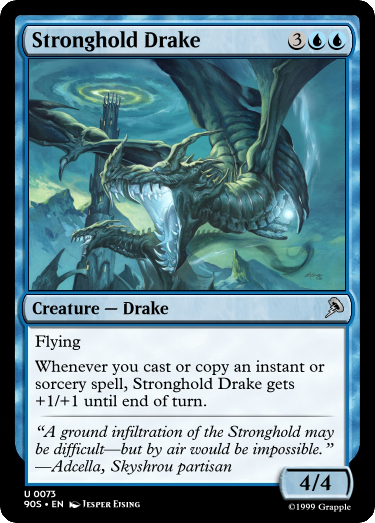 Stronghold Drake 3
Creature — Drake
Flying
Whenever you cast or copy an instant or
sorcery spell, Stronghold Drake gets
+1/+1 until end of turn.
“A ground infiltration of the Stronghold may
be difficult—but by air would be impossible.”
—Adcella, Skyshrou partisan
4/4
U 0073
90S • EN Jesper Ejsing
©1999 Grapple